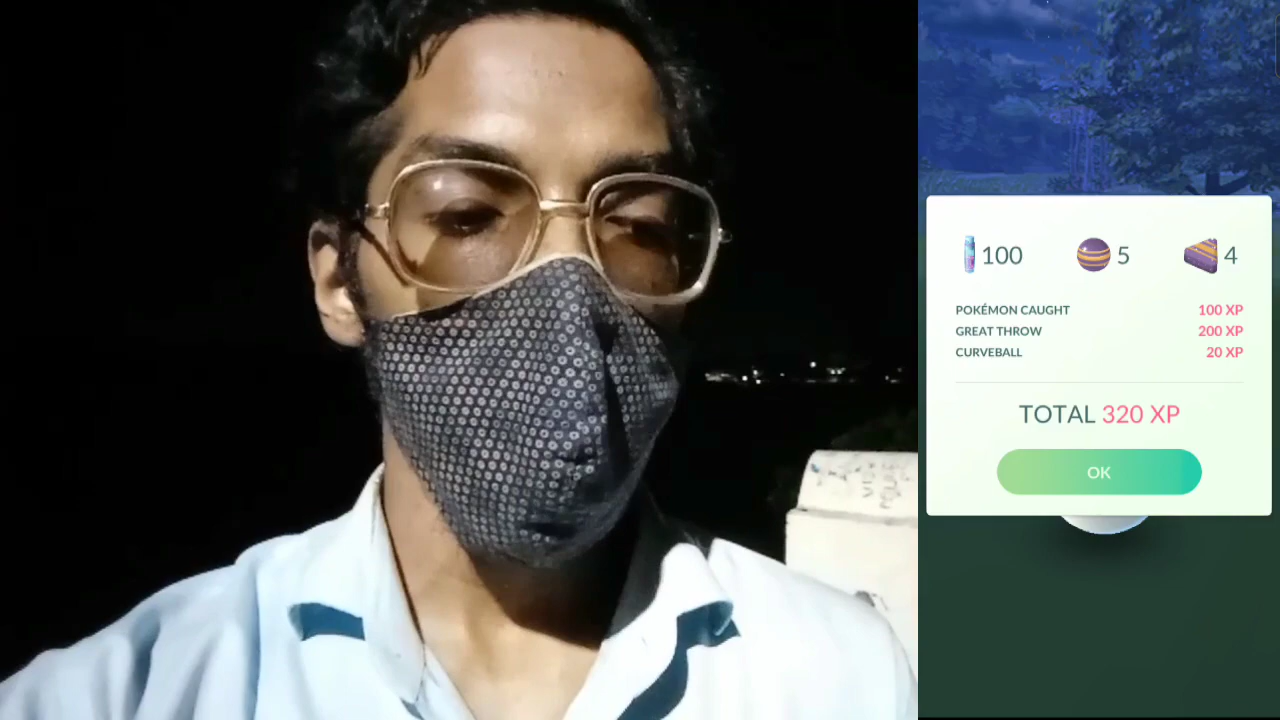 100 5 4
POKÉMON CAUGHT 100 XP
GREAT THROW 200 XP
CURVEBALL 20 XP
TOTAL 320 XP
OK